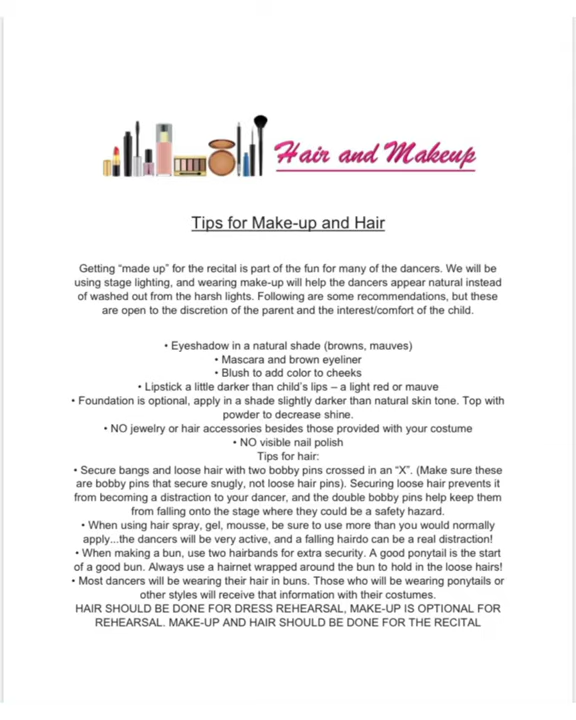 Hair and Makeup
Tips for Make-up and Hair
Getting “made up” for the recital is part of the fun for many of the dancers. We will be
using stage lighting, and wearing make-up will help the dancers appear natural instead
of washed out from the harsh lights. Following are some recommendations, but these
are open to the discretion of the parent and the interest/comfort of the child.
• Eyeshadow in a natural shade (browns, mauves)
• Mascara and brown eyeliner
• Blush to add color to cheeks
• Lipstick a little darker than child’s lips – a light red or mauve
• Foundation is optional, apply in a shade slightly darker than natural skin tone. Top with
powder to decrease shine.
• NO jewelry or hair accessories besides those provided with your costume
• NO visible nail polish
Tips for hair:
• Secure bangs and loose hair with two bobby pins crossed in an “X”. (Make sure these
are bobby pins that secure snugly, not loose hair pins). Securing loose hair prevents it
from becoming a distraction to your dancer, and the double bobby pins help keep them
from falling onto the stage where they could be a safety hazard.
• When using hair spray, gel, mousse, be sure to use more than you would normally
apply...the dancers will be very active, and a falling hairdo can be a real distraction!
• When making a bun, use two hairbands for extra security. A good ponytail is the start
of a good bun. Always use a hairnet wrapped around the bun to hold in the loose hairs!
• Most dancers will be wearing their hair in buns. Those who will be wearing ponytails or
other styles will receive that information with their costumes.
HAIR SHOULD BE DONE FOR DRESS REHEARSAL, MAKE-UP IS OPTIONAL FOR
REHEARSAL. MAKE-UP AND HAIR SHOULD BE DONE FOR THE RECITAL